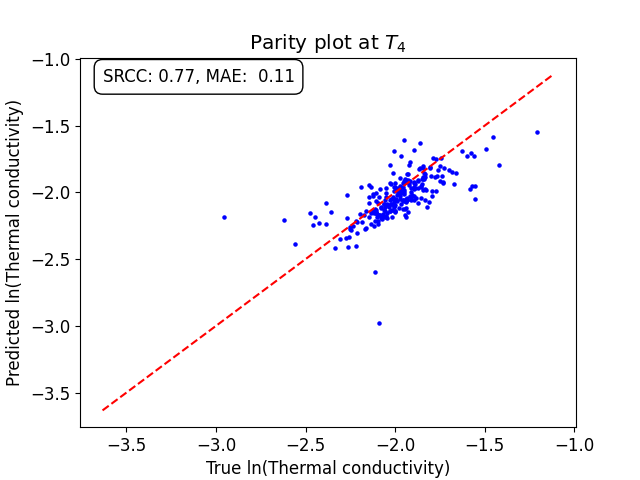 Parity plot at T₄
SRCC: 0.77, MAE:  0.11
−1.0
−1.5
−2.0
−2.5
−3.0
−3.5
Predicted ln(Thermal conductivity)
−3.5 −3.0 −2.5 −2.0 −1.5 −1.0
True ln(Thermal conductivity)